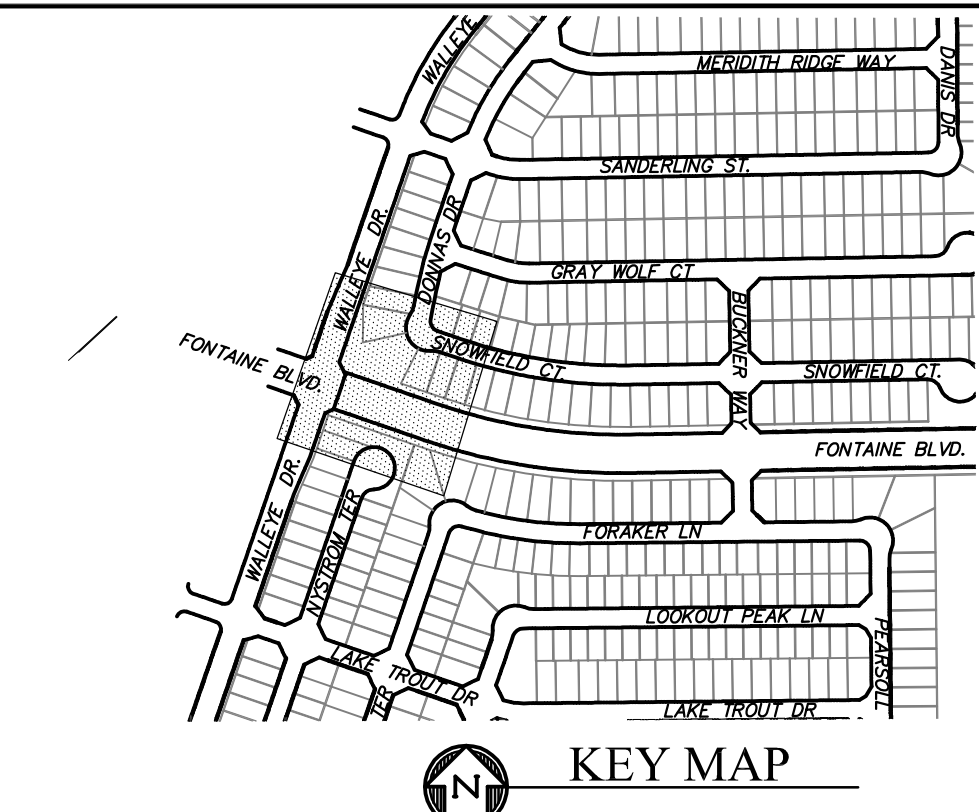 WALLEYE
MERIDITH RIDGE WAY
DANIS DR
SANDERLING ST.
WALLEYE DR.
DONNAS DR
GRAY WOLF CT
BUCKNER WAY
FONTAINE BLVD.
SNOWFIELD CT.
SNOWFIELD CT.
FONTAINE BLVD.
WALLEYE DR.
NYSTROM TER
FORAKER LN
LOOKOUT PEAK LN
PEARSOLL
LAKE TROUT DR
TER
LAKE TROUT DR
N
KEY MAP